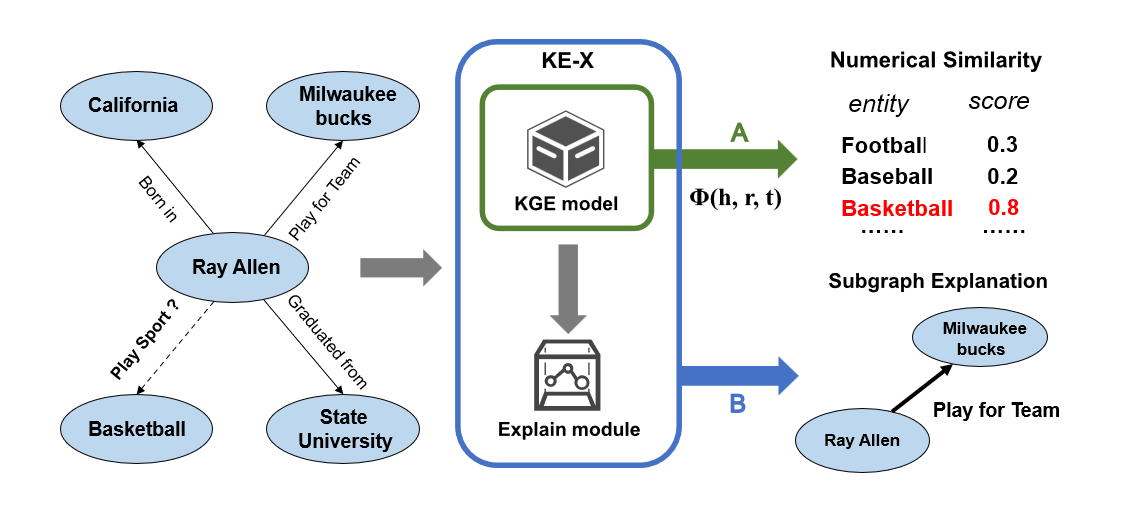 California
Milwaukee
bucks
Born in
Play for Team
Ray Allen
Play Sport ?
Graduated from
Basketball
State
University
KE-X
KGE model
Explain module
A
Φ(h, r, t)
B
Numerical Similarity
entity score
Football 0.3
Baseball 0.2
Basketball 0.8
...... ......
Subgraph Explanation
Milwaukee
bucks
Play for Team
Ray Allen